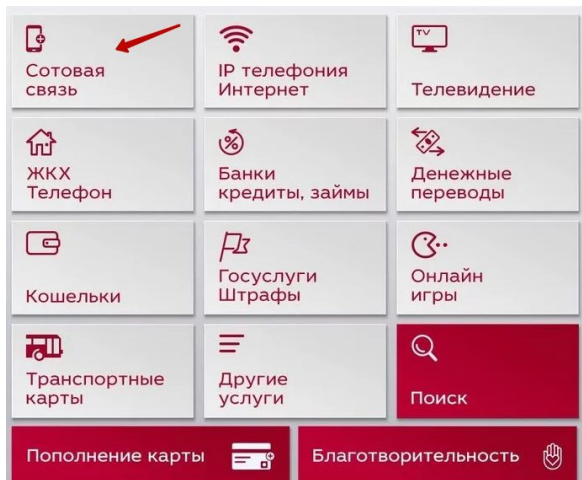 Сотовая
связь
IP телефония
Интернет
TV
Телевидение
ЖКХ
Телефон
Банки
кредиты, займы
Денежные
переводы
Кошельки
Госуслуги
Штрафы
Онлайн
игры
Транспортные
карты
Другие
услуги
Поиск
Пополнение карты
Благотворительность